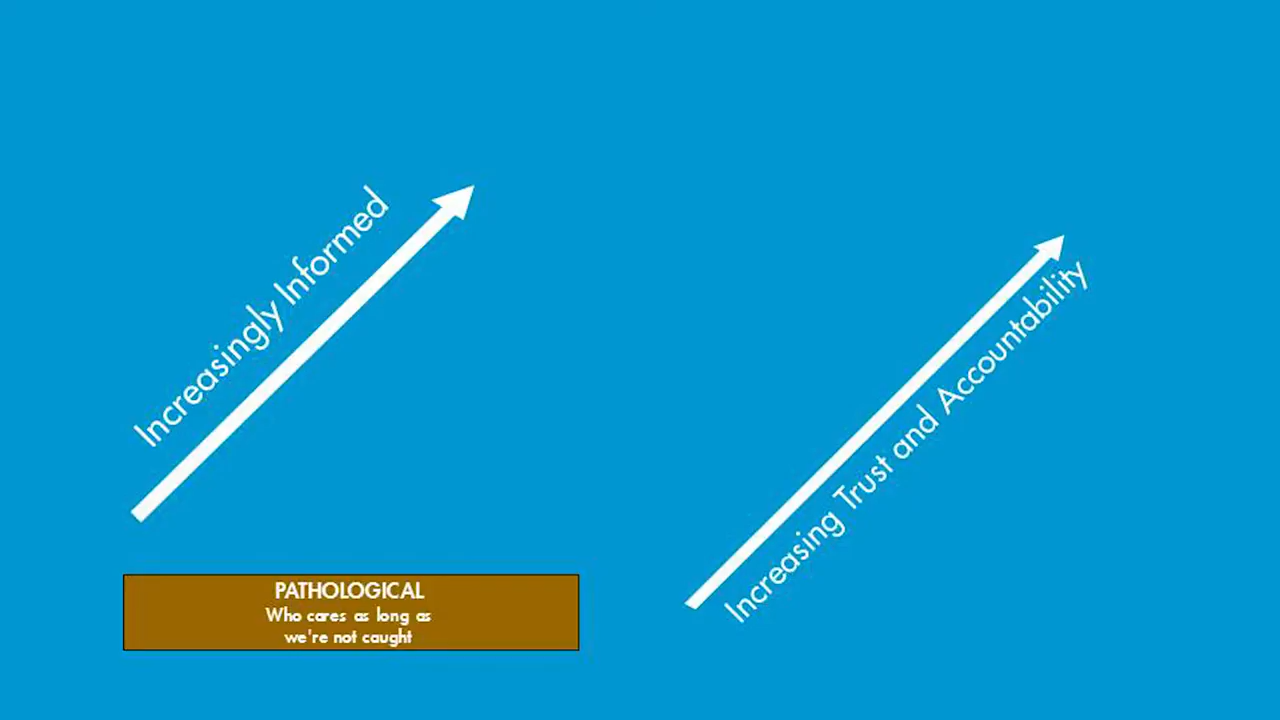 Increasingly Informed
Increasing Trust and Accountability
PATHOLOGICAL
Who cares as long as
we're not caught